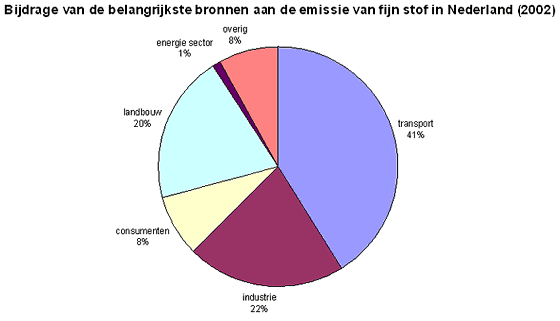 Bijdrage van de belangrijkste bronnen aan de emissie van fijn stof in Nederland (2002)
overig
8%
energie sector
1%
landbouw
20%
transport
41%
consumenten
8%
industrie
22%